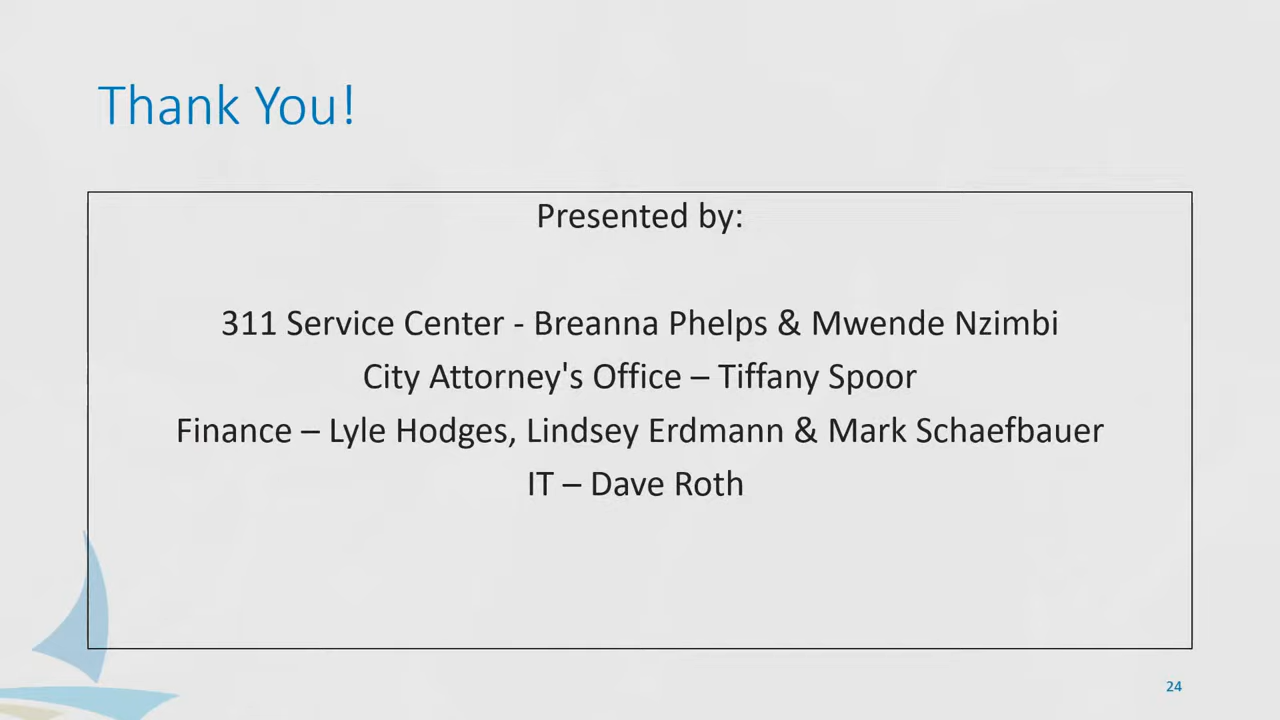 Thank You!
Presented by:
311 Service Center - Breanna Phelps & Mwende Nzimbi
City Attorney's Office – Tiffany Spoor
Finance – Lyle Hodges, Lindsey Erdmann & Mark Schaefbauer
IT – Dave Roth
24